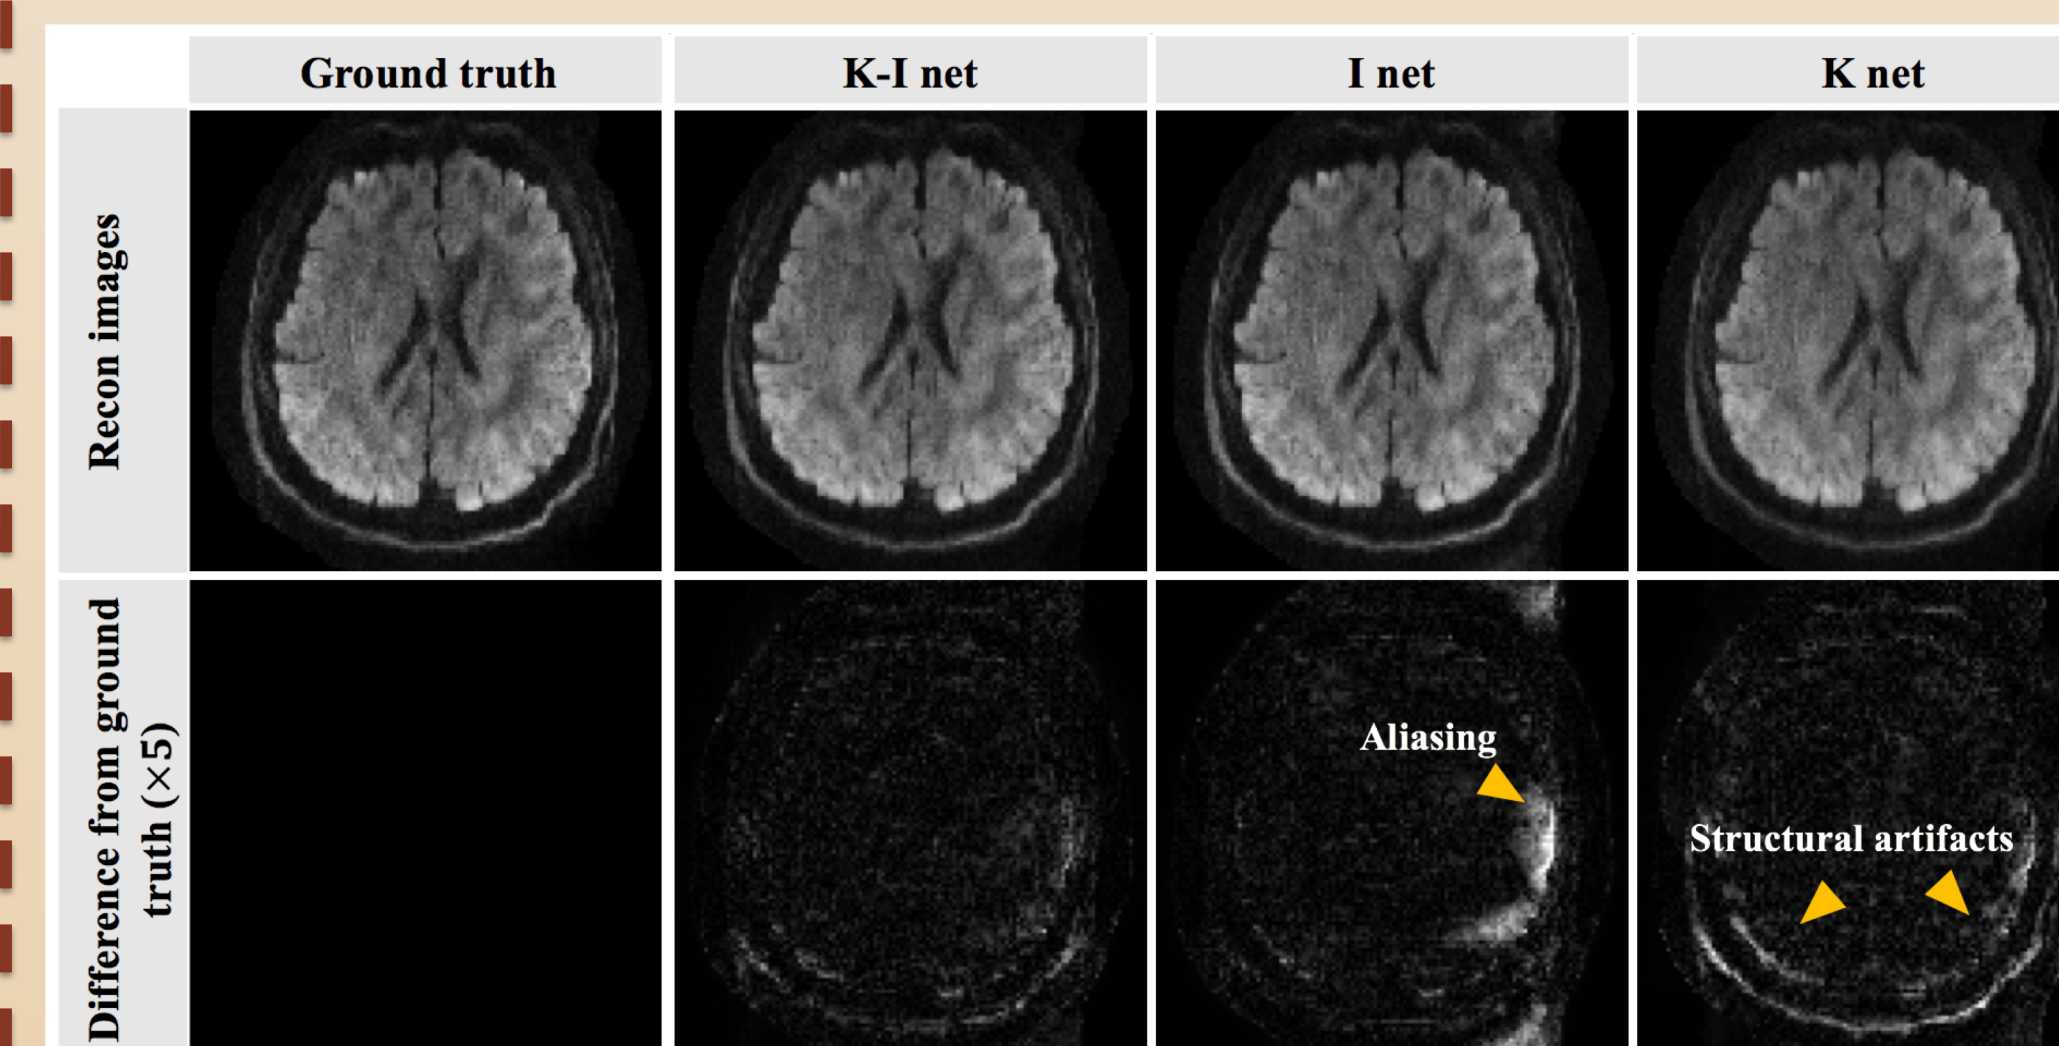 Ground truth
K-I net
I net
K net
Recon images
Difference from ground
truth (×5)
Aliasing
Structural artifacts